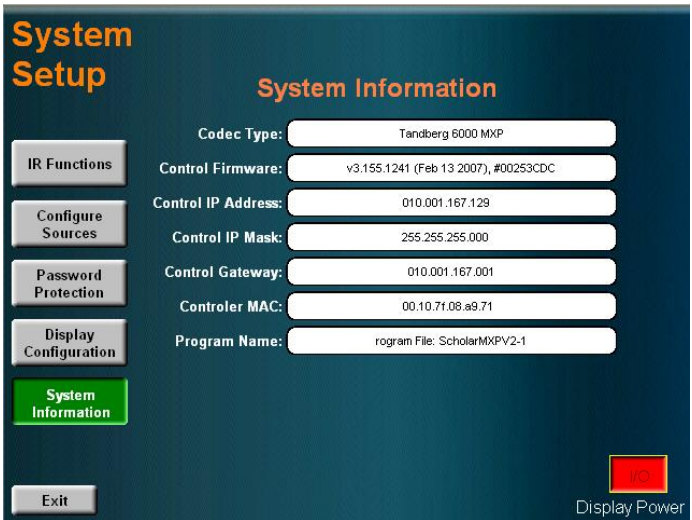 System
Setup
System Information
Codec Type: Tandberg 6000 MXP
IR Functions
Control Firmware: v3.155.1241 (Feb 13 2007), #00253CDC
Control IP Address: 010.001.167.129
Configure
Sources
Control IP Mask: 255.255.255.000
Control Gateway: 010.001.167.001
Password
Protection
Controler MAC: 00.10.7f.08.a9.71
Display
Configuration
Program Name: rogram File: ScholarMXPV2-1
System
Information
I/O
Exit
Display Power